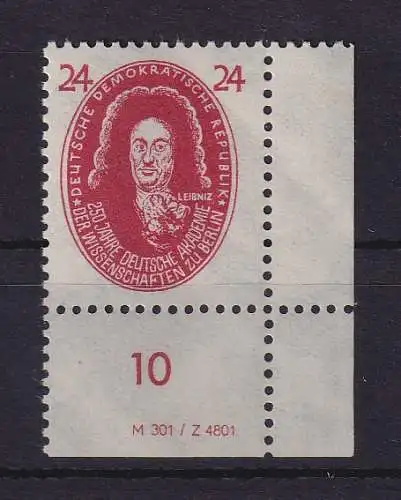 24 24
★ DEUTSCHE DEMOKRATISCHE REPUBLIK ★
LEIBNIZ
250 JAHRE DEUTSCHE AKADEMIE
DER WISSENSCHAFTEN ZU BERLIN
10
M 301 / Z 4801